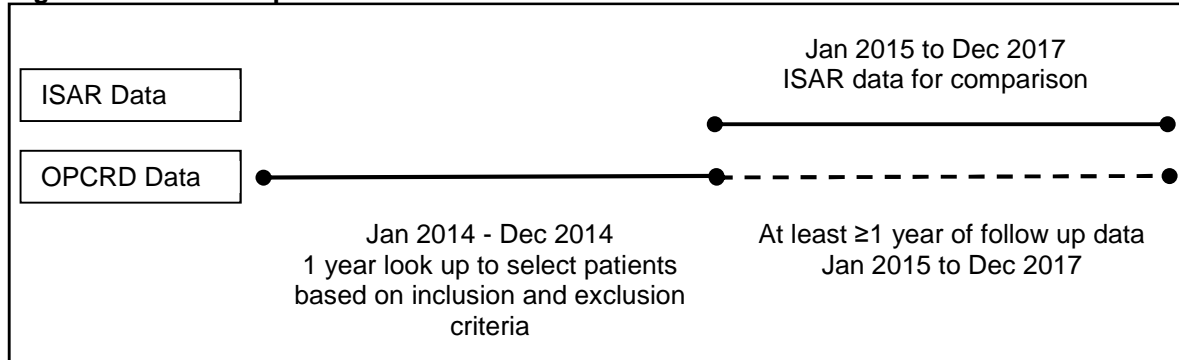 Jan 2015 to Dec 2017
ISAR data for comparison
ISAR Data
OPCRD Data
Jan 2014 - Dec 2014
1 year look up to select patients
based on inclusion and exclusion
criteria
At least ≥1 year of follow up data
Jan 2015 to Dec 2017